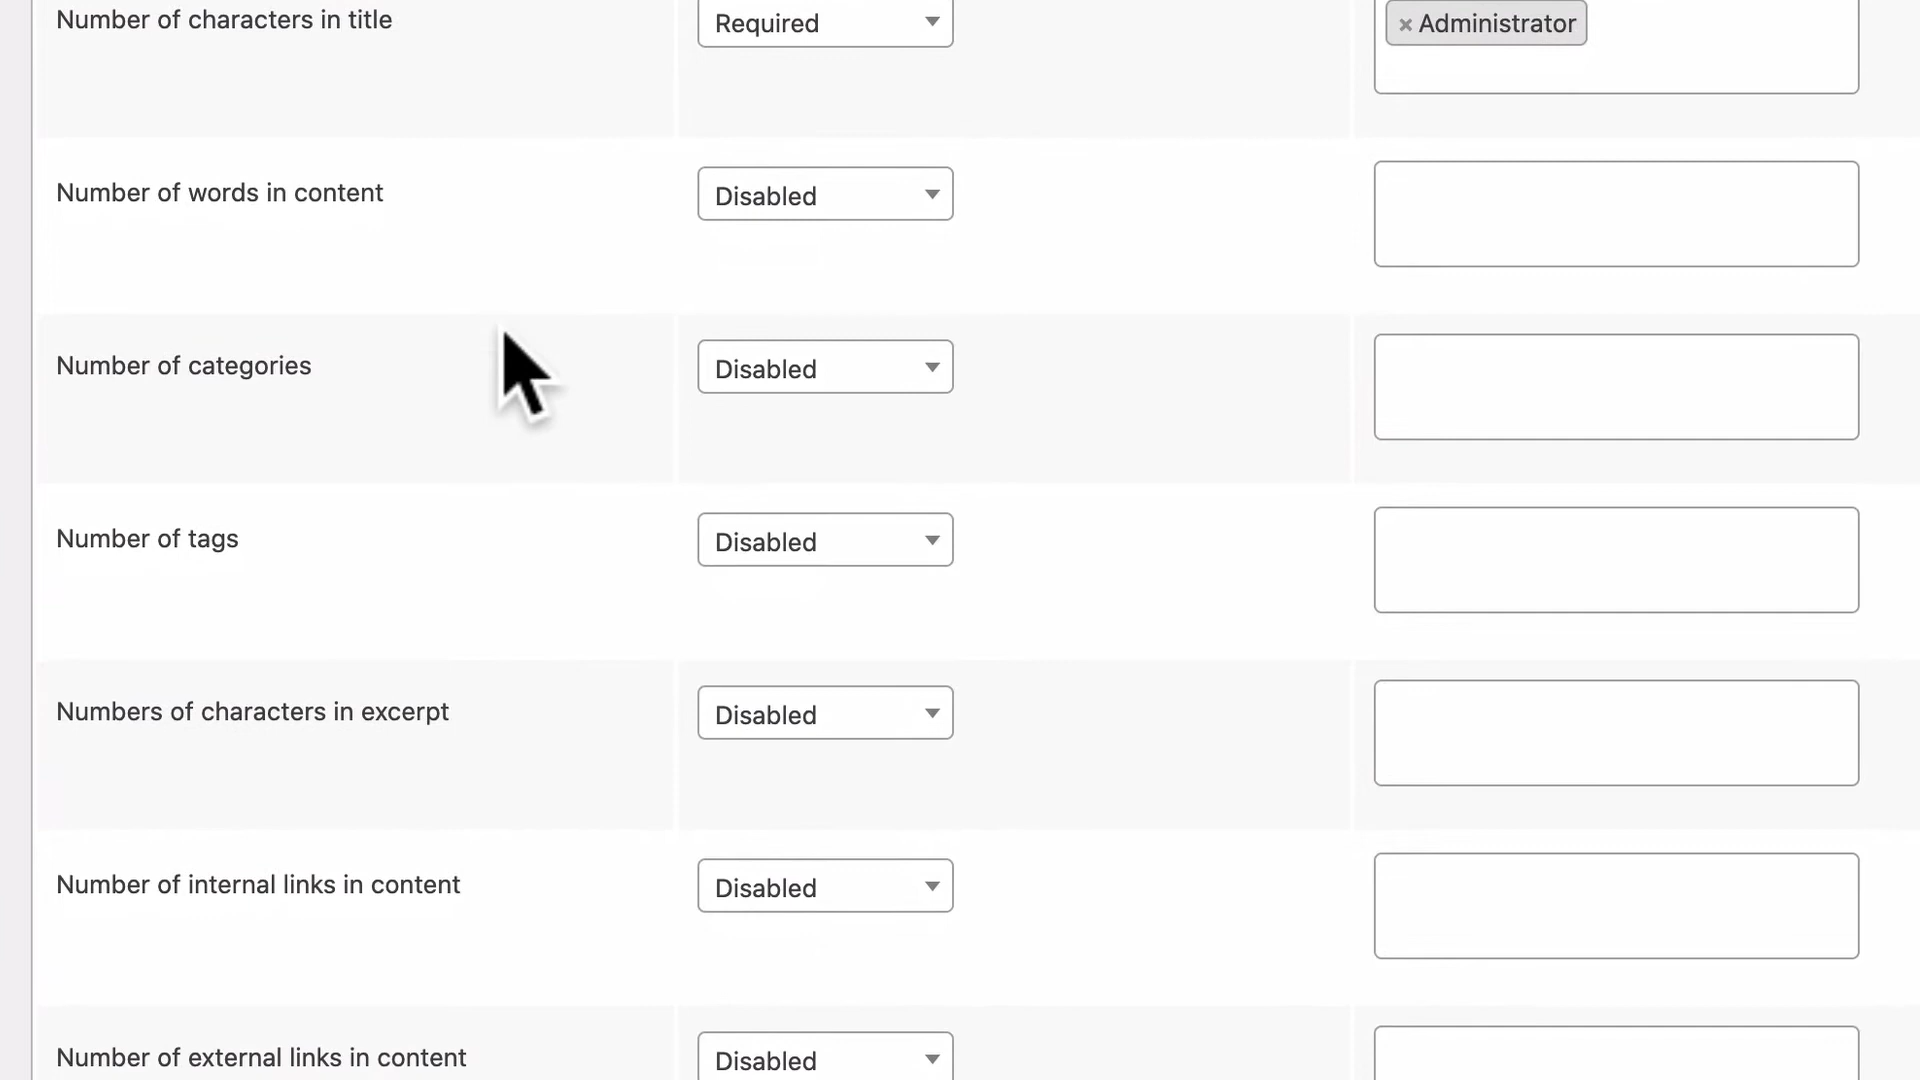 Number of characters in title Required × Administrator
Number of words in content Disabled
Number of categories Disabled
Number of tags Disabled
Numbers of characters in excerpt Disabled
Number of internal links in content Disabled
Number of external links in content Disabled